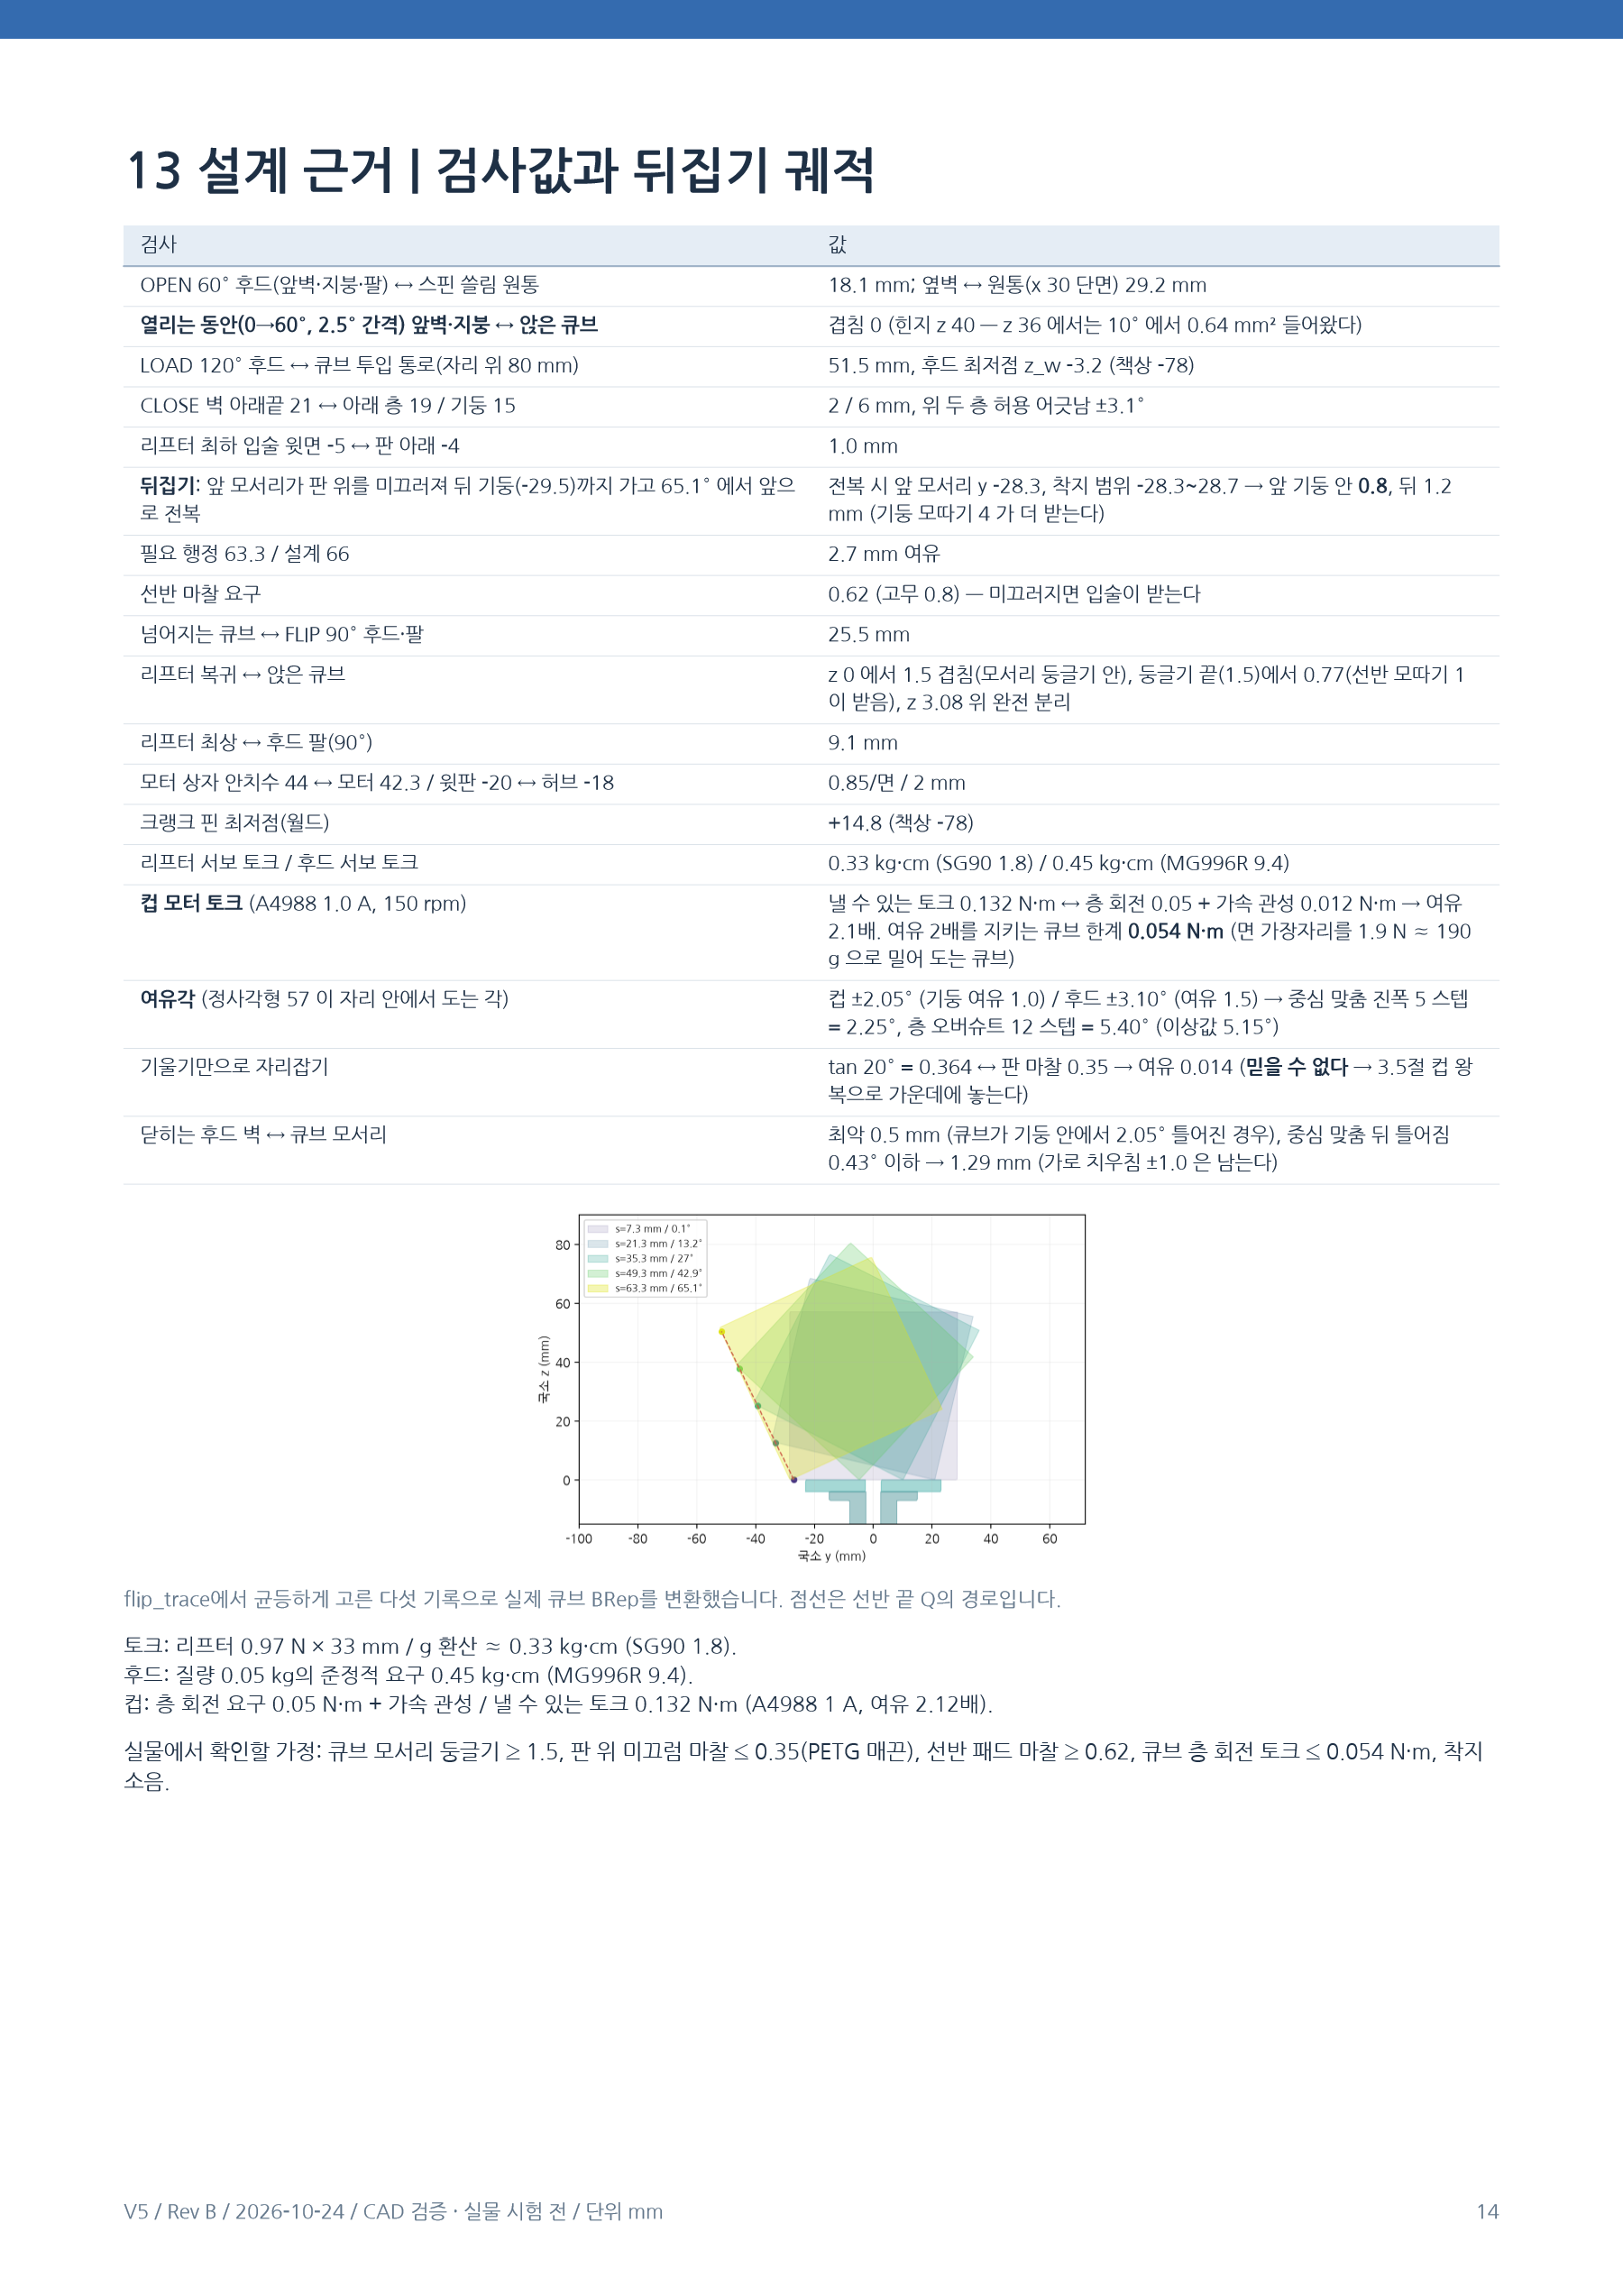 13 설계 근거 | 검사값과 뒤집기 궤적
검사 값
OPEN 60° 후드(앞벽·지붕·팔) ↔ 스핀 쓸림 원통 18.1 mm; 옆벽 ↔ 원통(x 30 단면) 29.2 mm
열리는 동안(0→60°, 2.5° 간격) 앞벽·지붕 ↔ 앉은 큐브 겹침 0 (힌지 z 40 — z 36 에서는 10° 에서 0.64 mm² 들어왔다)
LOAD 120° 후드 ↔ 큐브 투입 통로(자리 위 80 mm) 51.5 mm, 후드 최저점 z_w -3.2 (책상 -78)
CLOSE 벽 아래끝 21 ↔ 아래 층 19 / 기둥 15 2 / 6 mm, 위 두 층 허용 어긋남 ±3.1°
리프터 최하 입술 윗면 -5 ↔ 판 아래 -4 1.0 mm
뒤집기: 앞 모서리가 판 위를 미끄러져 뒤 기둥(-29.5)까지 가고 65.1° 에서 앞으
로 전복
전복 시 앞 모서리 y -28.3, 착지 범위 -28.3~28.7 → 앞 기둥 안 0.8, 뒤 1.2
mm (기둥 모따기 4 가 더 받는다)
필요 행정 63.3 / 설계 66 2.7 mm 여유
선반 마찰 요구 0.62 (고무 0.8) — 미끄러지면 입술이 받는다
넘어지는 큐브 ↔ FLIP 90° 후드·팔 25.5 mm
리프터 복귀 ↔ 앉은 큐브 z 0 에서 1.5 겹침(모서리 둥글기 안), 둥글기 끝(1.5)에서 0.77(선반 모따기 1
이 받음), z 3.08 위 완전 분리
리프터 최상 ↔ 후드 팔(90°) 9.1 mm
모터 상자 안치수 44 ↔ 모터 42.3 / 윗판 -20 ↔ 허브 -18 0.85/면 / 2 mm
크랭크 핀 최저점(월드) +14.8 (책상 -78)
리프터 서보 토크 / 후드 서보 토크 0.33 kg·cm (SG90 1.8) / 0.45 kg·cm (MG996R 9.4)
컵 모터 토크 (A4988 1.0 A, 150 rpm) 낼 수 있는 토크 0.132 N·m ↔ 층 회전 0.05 + 가속 관성 0.012 N·m → 여유
2.1배. 여유 2배를 지키는 큐브 한계 0.054 N·m (면 가장자리를 1.9 N ≈ 190
g 으로 밀어 도는 큐브)
여유각 (정사각형 57 이 자리 안에서 도는 각) 컵 ±2.05° (기둥 여유 1.0) / 후드 ±3.10° (여유 1.5) → 중심 맞춤 진폭 5 스텝
= 2.25°, 층 오버슈트 12 스텝 = 5.40° (이상값 5.15°)
기울기만으로 자리잡기 tan 20° = 0.364 ↔ 판 마찰 0.35 → 여유 0.014 (믿을 수 없다 → 3.5절 컵 왕
복으로 가운데에 놓는다)
닫히는 후드 벽 ↔ 큐브 모서리 최악 0.5 mm (큐브가 기둥 안에서 2.05° 틀어진 경우), 중심 맞춤 뒤 틀어짐
0.43° 이하 → 1.29 mm (가로 치우침 ±1.0 은 남는다)
s=7.3 mm / 0.1°
s=21.3 mm / 13.2°
s=35.3 mm / 27°
s=49.3 mm / 42.9°
s=63.3 mm / 65.1°
80
60
40
20
0
국소 z (mm)
-100 -80 -60 -40 -20 0 20 40 60
국소 y (mm)
flip_trace에서 균등하게 고른 다섯 기록으로 실제 큐브 BRep를 변환했습니다. 점선은 선반 끝 Q의 경로입니다.
토크: 리프터 0.97 N × 33 mm / g 환산 ≈ 0.33 kg·cm (SG90 1.8).
후드: 질량 0.05 kg의 준정적 요구 0.45 kg·cm (MG996R 9.4).
컵: 층 회전 요구 0.05 N·m + 가속 관성 / 낼 수 있는 토크 0.132 N·m (A4988 1 A, 여유 2.12배).
실물에서 확인할 가정: 큐브 모서리 둥글기 ≥ 1.5, 판 위 미끄럼 마찰 ≤ 0.35(PETG 매끈), 선반 패드 마찰 ≥ 0.62, 큐브 층 회전 토크 ≤ 0.054 N·m, 착지
소음.
V5 / Rev B / 2026-10-24 / CAD 검증 · 실물 시험 전 / 단위 mm 14